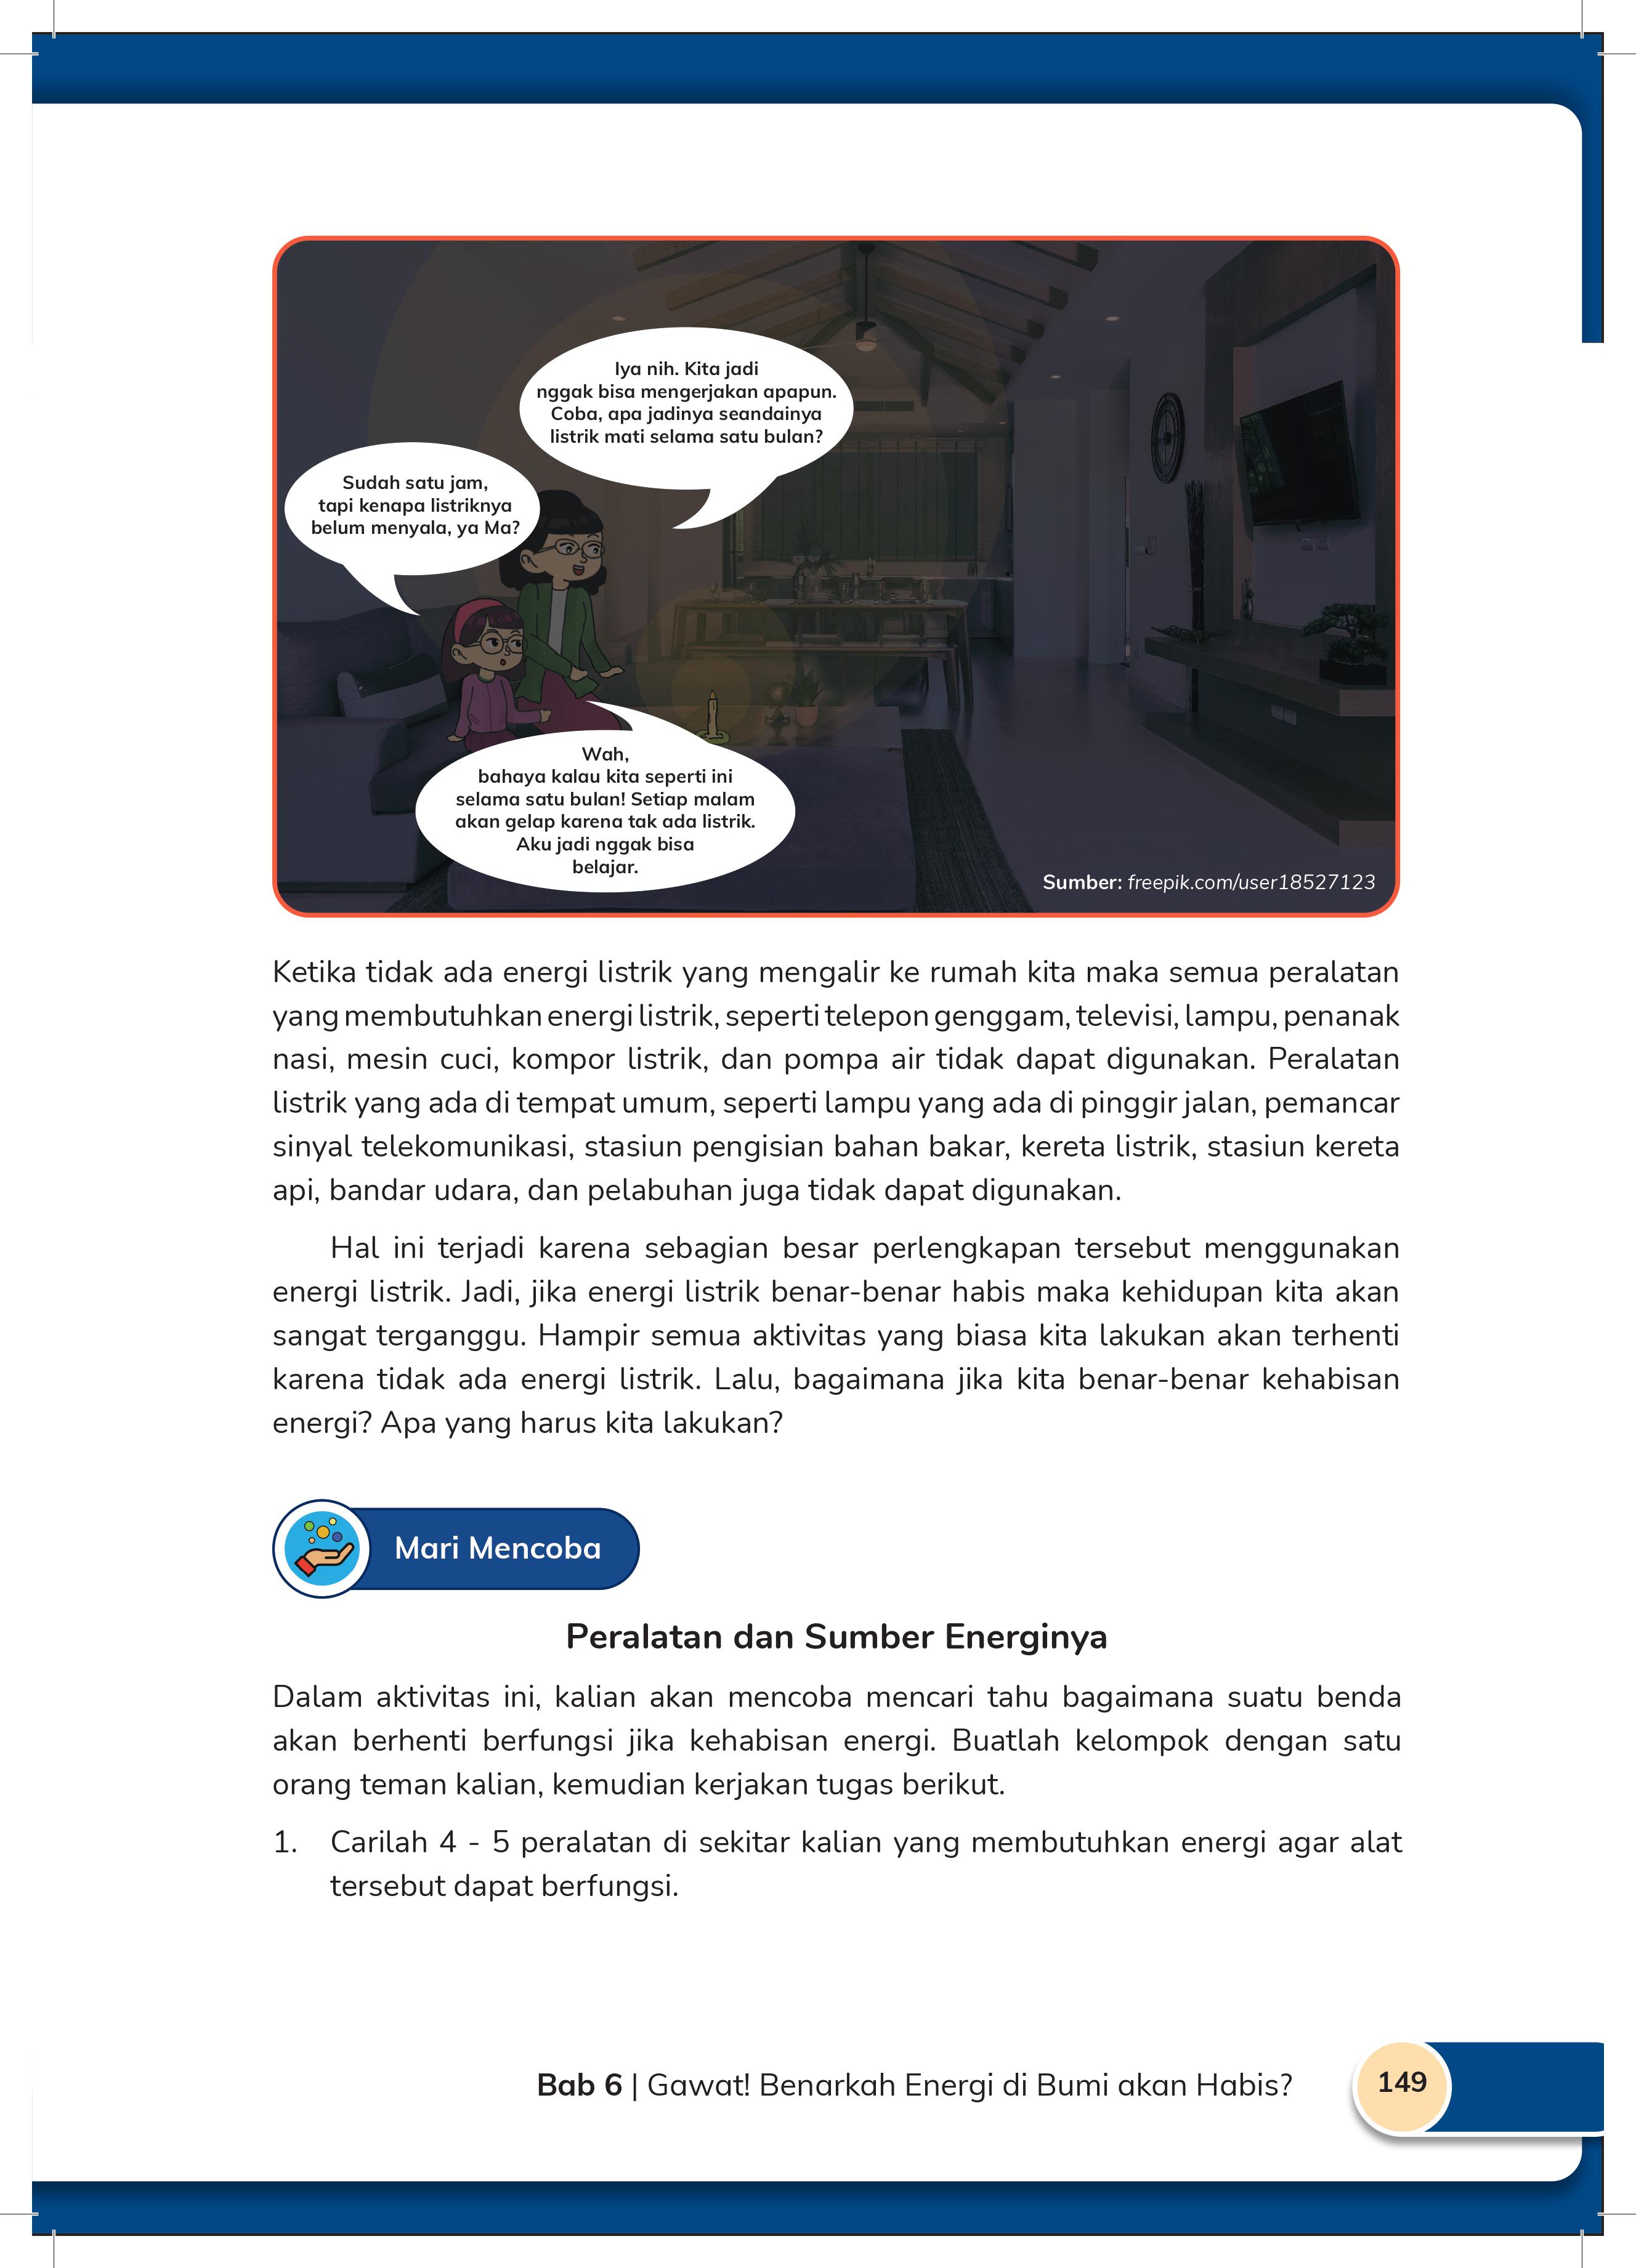 Iya nih. Kita jadi
nggak bisa mengerjakan apapun.
Coba, apa jadinya seandainya
listrik mati selama satu bulan?
Sudah satu jam,
tapi kenapa listriknya
belum menyala, ya Ma?
Wah,
bahaya kalau kita seperti ini
selama satu bulan! Setiap malam
akan gelap karena tak ada listrik.
Aku jadi nggak bisa
belajar.
Sumber: freepik.com/user18527123
Ketika tidak ada energi listrik yang mengalir ke rumah kita maka semua peralatan
yang membutuhkan energi listrik, seperti telepon genggam, televisi, lampu, penanak
nasi, mesin cuci, kompor listrik, dan pompa air tidak dapat digunakan. Peralatan
listrik yang ada di tempat umum, seperti lampu yang ada di pinggir jalan, pemancar
sinyal telekomunikasi, stasiun pengisian bahan bakar, kereta listrik, stasiun kereta
api, bandar udara, dan pelabuhan juga tidak dapat digunakan.
Hal ini terjadi karena sebagian besar perlengkapan tersebut menggunakan
energi listrik. Jadi, jika energi listrik benar-benar habis maka kehidupan kita akan
sangat terganggu. Hampir semua aktivitas yang biasa kita lakukan akan terhenti
karena tidak ada energi listrik. Lalu, bagaimana jika kita benar-benar kehabisan
energi? Apa yang harus kita lakukan?
Mari Mencoba
Peralatan dan Sumber Energinya
Dalam aktivitas ini, kalian akan mencoba mencari tahu bagaimana suatu benda
akan berhenti berfungsi jika kehabisan energi. Buatlah kelompok dengan satu
orang teman kalian, kemudian kerjakan tugas berikut.
1. Carilah 4 - 5 peralatan di sekitar kalian yang membutuhkan energi agar alat
tersebut dapat berfungsi.
Bab 6 | Gawat! Benarkah Energi di Bumi akan Habis?
149